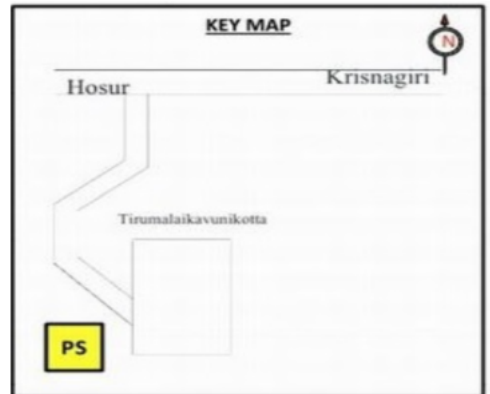 KEY MAP
N
Hosur Krisnagiri
Tirumalaikavunikotta
PS